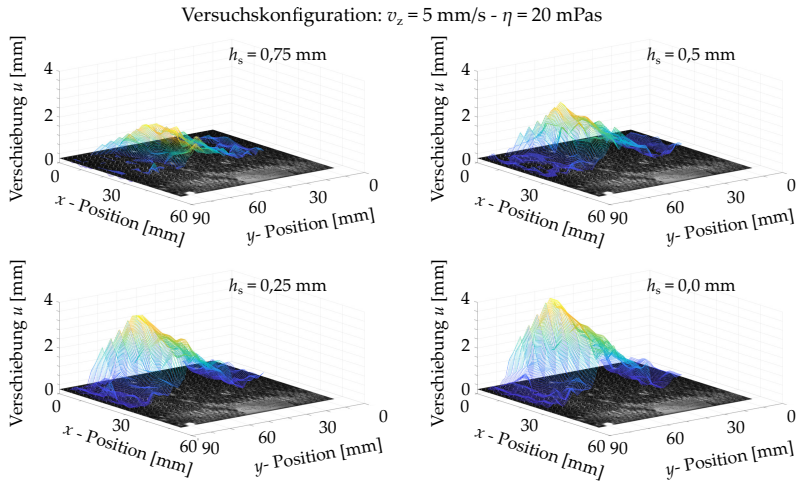 Versuchskonfiguration: v_z = 5 mm/s - η = 20 mPas
h_s = 0,75 mm
Verschiebung u [mm]
4
2
0
0
30
60
x - Position [mm]
90
60
30
0
y- Position [mm]
h_s = 0,5 mm
Verschiebung u [mm]
4
2
0
0
30
60
x - Position [mm]
90
60
30
0
y- Position [mm]
h_s = 0,25 mm
Verschiebung u [mm]
4
2
0
0
30
60
x - Position [mm]
90
60
30
0
y- Position [mm]
h_s = 0,0 mm
Verschiebung u [mm]
4
2
0
0
30
60
x - Position [mm]
90
60
30
0
y- Position [mm]